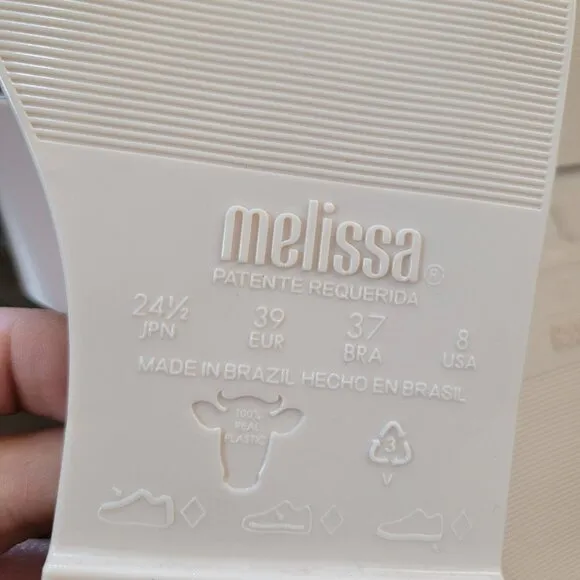 melissa®
PATENTE REQUERIDA
24½ 39 37 8
JPN EUR BRA USA
MADE IN BRAZIL HECHO EN BRASIL
100%
REAL
PLASTIC
3
V